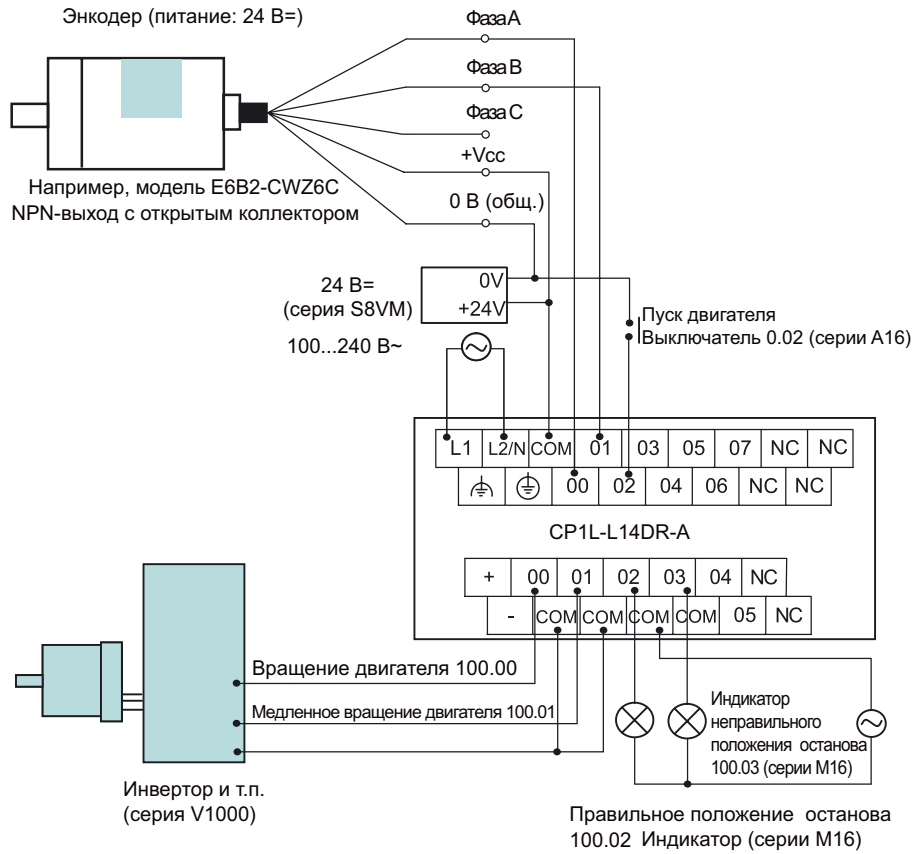 Энкодер (питание: 24 В=)
Фаза A
Фаза B
Фаза C
+Vcc
0 В (общ.)
Например, модель E6B2-CWZ6C
NPN-выход с открытым коллектором
24 В=
(серия S8VM)
0V
+24V
100...240 В~
Пуск двигателя
Выключатель 0.02 (серии A16)
L1 L2/N COM 01 03 05 07 NC NC
00 02 04 06 NC NC
CP1L-L14DR-A
+ 00 01 02 03 04 NC
- COM COM COM COM 05 NC
Вращение двигателя 100.00
Медленное вращение двигателя 100.01
Индикатор
неправильного
положения останова
100.03 (серии M16)
Инвертор и т.п.
(серия V1000)
Правильное положение останова
100.02 Индикатор (серии M16)